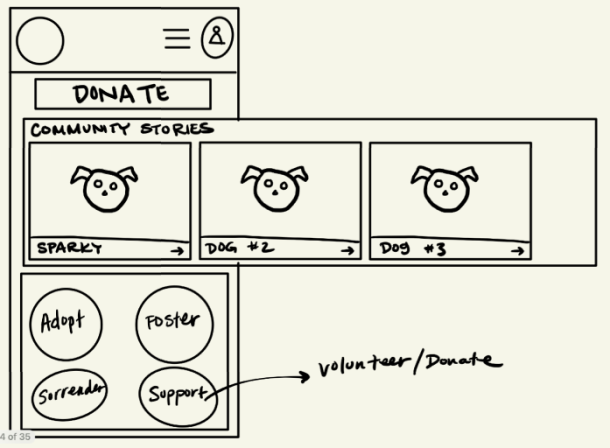 DONATE
COMMUNITY STORIES
SPARKY → DOG #2 → DOG #3 →
Adopt Foster
Surrender Support → Volunteer/Donate
4 of 35